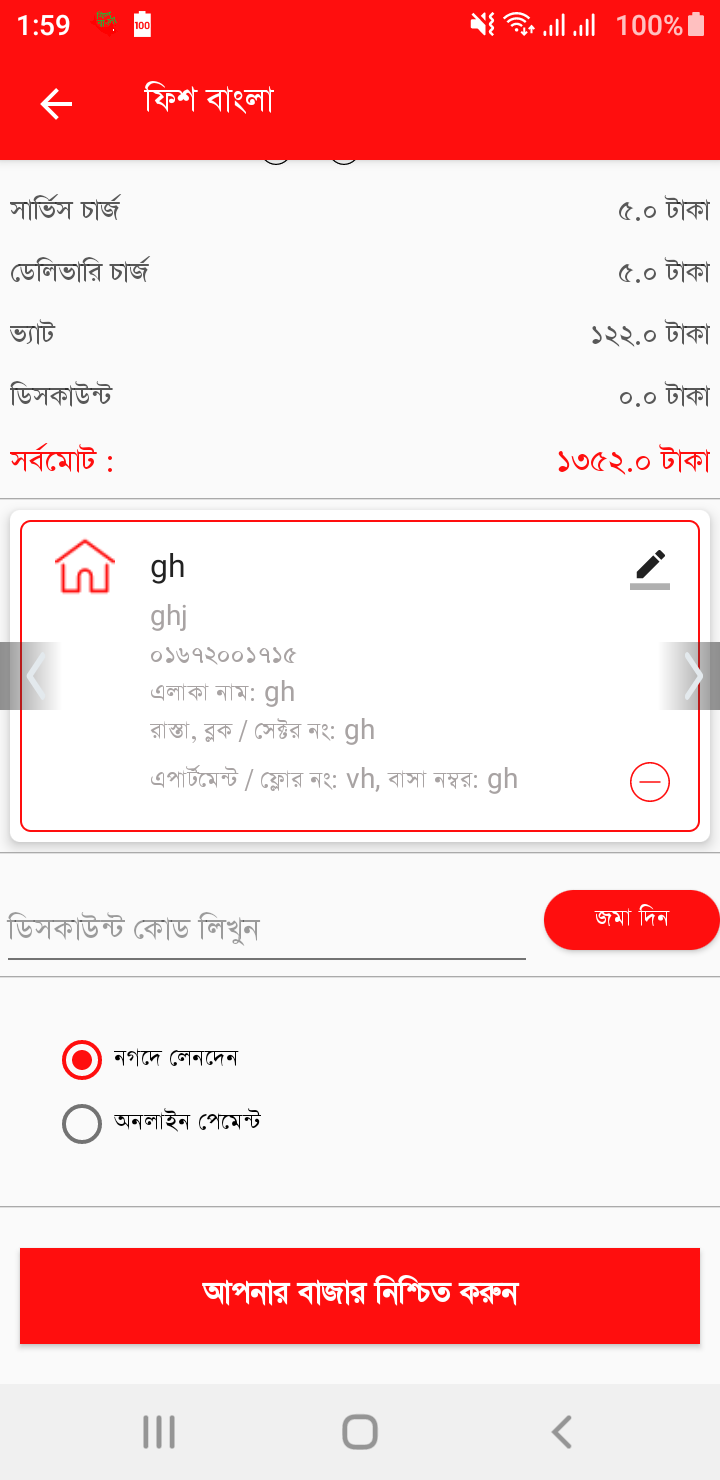 1:59 100 100%
ফিশ বাংলা
সার্ভিস চার্জ ৫.০ টাকা
ডেলিভারি চার্জ ৫.০ টাকা
ভ্যাট ১২২.০ টাকা
ডিসকাউন্ট ০.০ টাকা
সর্বমোট : ১৩৫২.০ টাকা
gh
ghj
০১৬৭২০০১৭১৫
এলাকা নাম: gh
রাস্তা, ব্লক / সেক্টর নং: gh
এপার্টমেন্ট / ফ্লোর নং: vh, বাসা নম্বর: gh
ডিসকাউন্ট কোড লিখুন জমা দিন
নগদে লেনদেন
অনলাইন পেমেন্ট
আপনার বাজার নিশ্চিত করুন